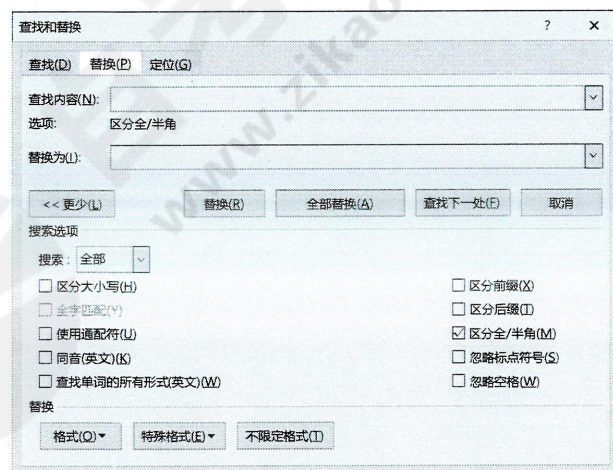 查找和替换 ? ×
查找(D) 替换(P) 定位(G)
查找内容(N):
选项: 区分全/半角
替换为(I):
<< 更少(L) 替换(R) 全部替换(A) 查找下一处(F) 取消
搜索选项
搜索: 全部
区分大小写(H) 区分前缀(X)
全字匹配(Y) 区分后缀(T)
使用通配符(U) 区分全/半角(M)
同音(英文)(K) 忽略标点符号(S)
查找单词的所有形式(英文)(W) 忽略空格(W)
替换
格式(O) 特殊格式(E) 不限定格式(T)